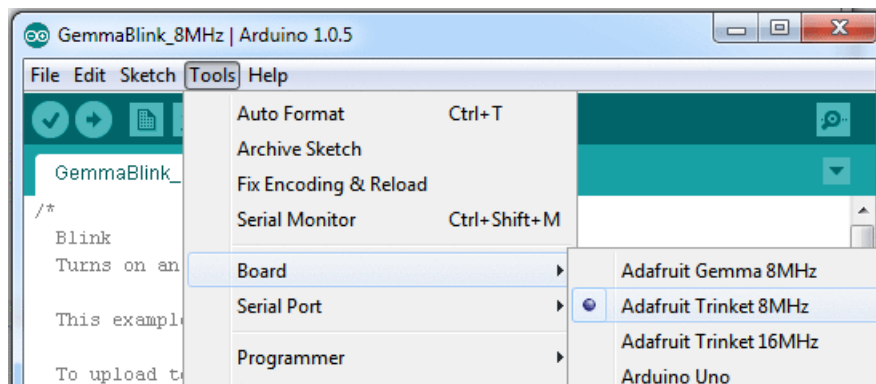 GemmaBlink_8MHz | Arduino 1.0.5
File Edit Sketch Tools Help
Auto Format Ctrl+T
Archive Sketch
GemmaBlink_
Fix Encoding & Reload
/*
Serial Monitor Ctrl+Shift+M
Blink
Turns on an
Board
Adafruit Gemma 8MHz
Serial Port
Adafruit Trinket 8MHz
This example
Adafruit Trinket 16MHz
Programmer
To upload to
Arduino Uno